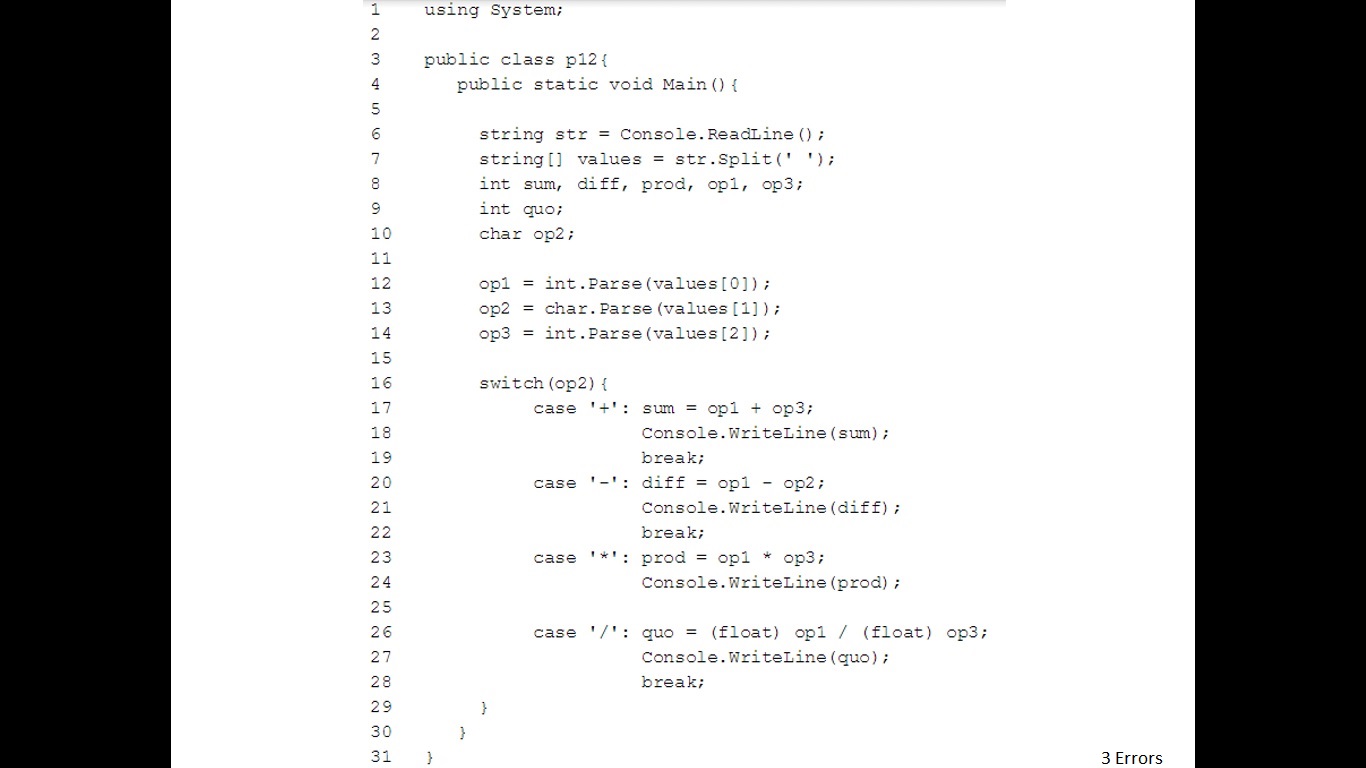 1 using System;
2
3 public class p12{
4 public static void Main(){
5
6 string str = Console.ReadLine();
7 string[] values = str.Split(' ');
8 int sum, diff, prod, op1, op3;
9 int quo;
10 char op2;
11
12 op1 = int.Parse(values[0]);
13 op2 = char.Parse(values[1]);
14 op3 = int.Parse(values[2]);
15
16 switch(op2){
17 case '+': sum = op1 + op3;
18 Console.WriteLine(sum);
19 break;
20 case '-': diff = op1 - op2;
21 Console.WriteLine(diff);
22 break;
23 case '*': prod = op1 * op3;
24 Console.WriteLine(prod);
25
26 case '/': quo = (float) op1 / (float) op3;
27 Console.WriteLine(quo);
28 break;
29 }
30 }
31 }
3 Errors